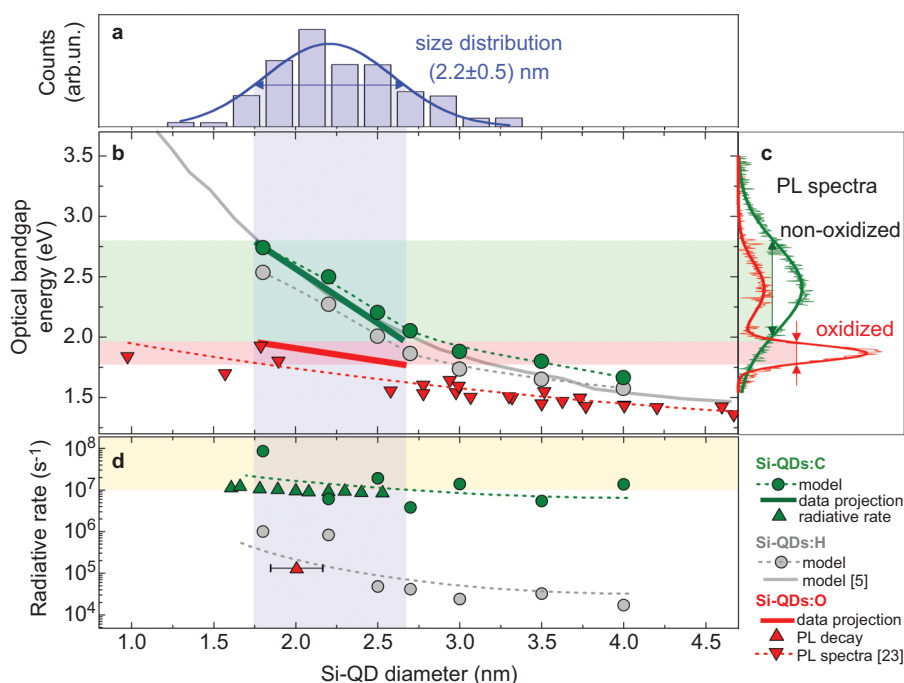 a
Counts
(arb.un.)
size distribution
(2.2±0.5) nm
b
Optical bandgap
energy (eV)
3.5
3.0
2.5
2.0
1.5
c
PL spectra
non-oxidized
oxidized
d
Radiative rate (s⁻¹)
10⁸
10⁷
10⁶
10⁵
10⁴
1.0 1.5 2.0 2.5 3.0 3.5 4.0 4.5
Si-QD diameter (nm)
Si-QDs:C
model
data projection
radiative rate
Si-QDs:H
model
model [5]
Si-QDs:O
data projection
PL decay
PL spectra [23]